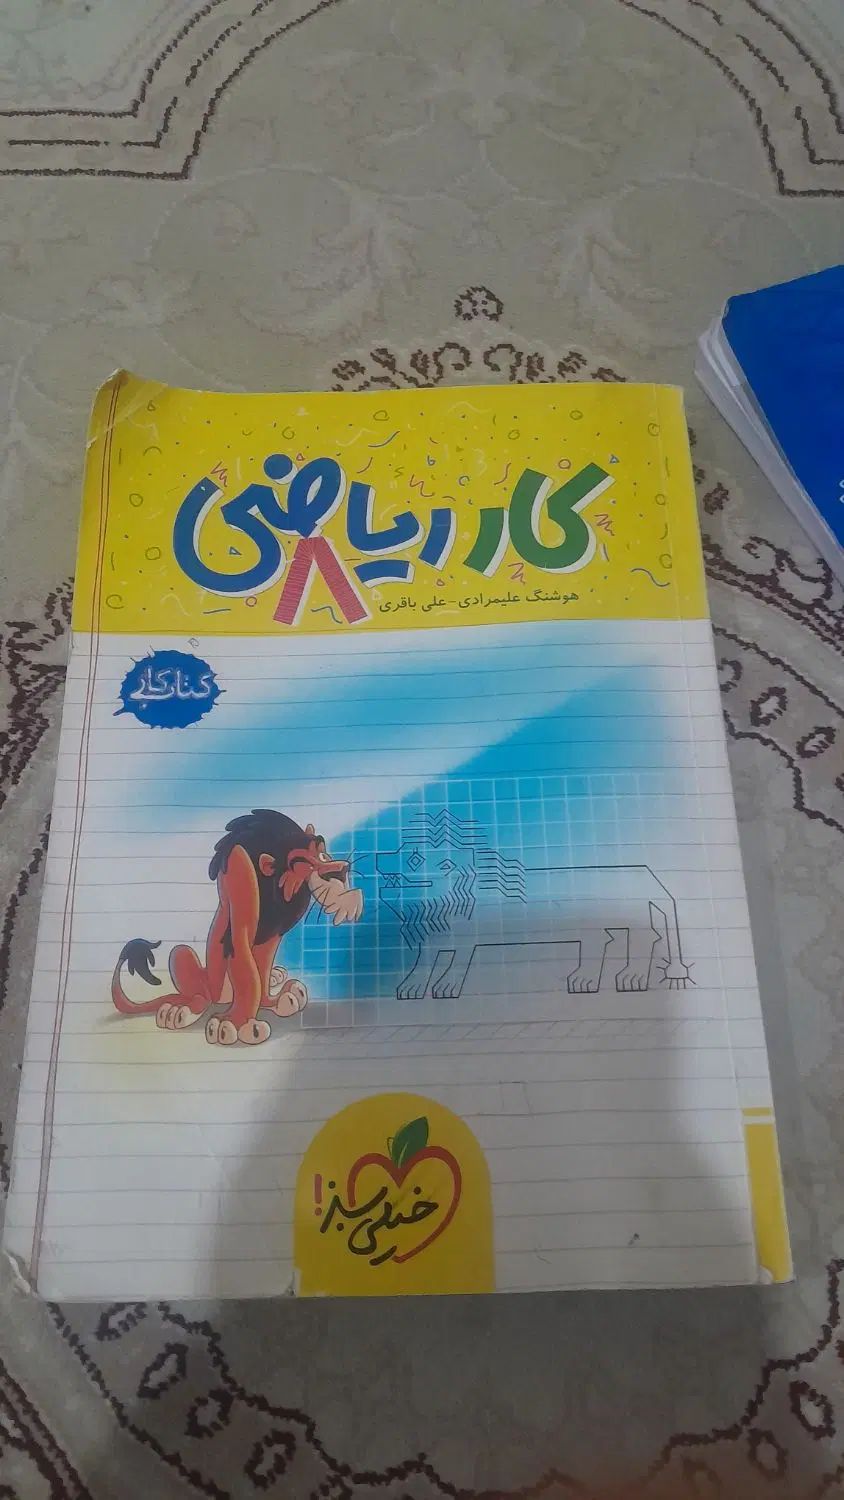 کار ریاضی ۸
هوشنگ علیمرادی - علی باقری
کتاب کار
خیلی سبز!